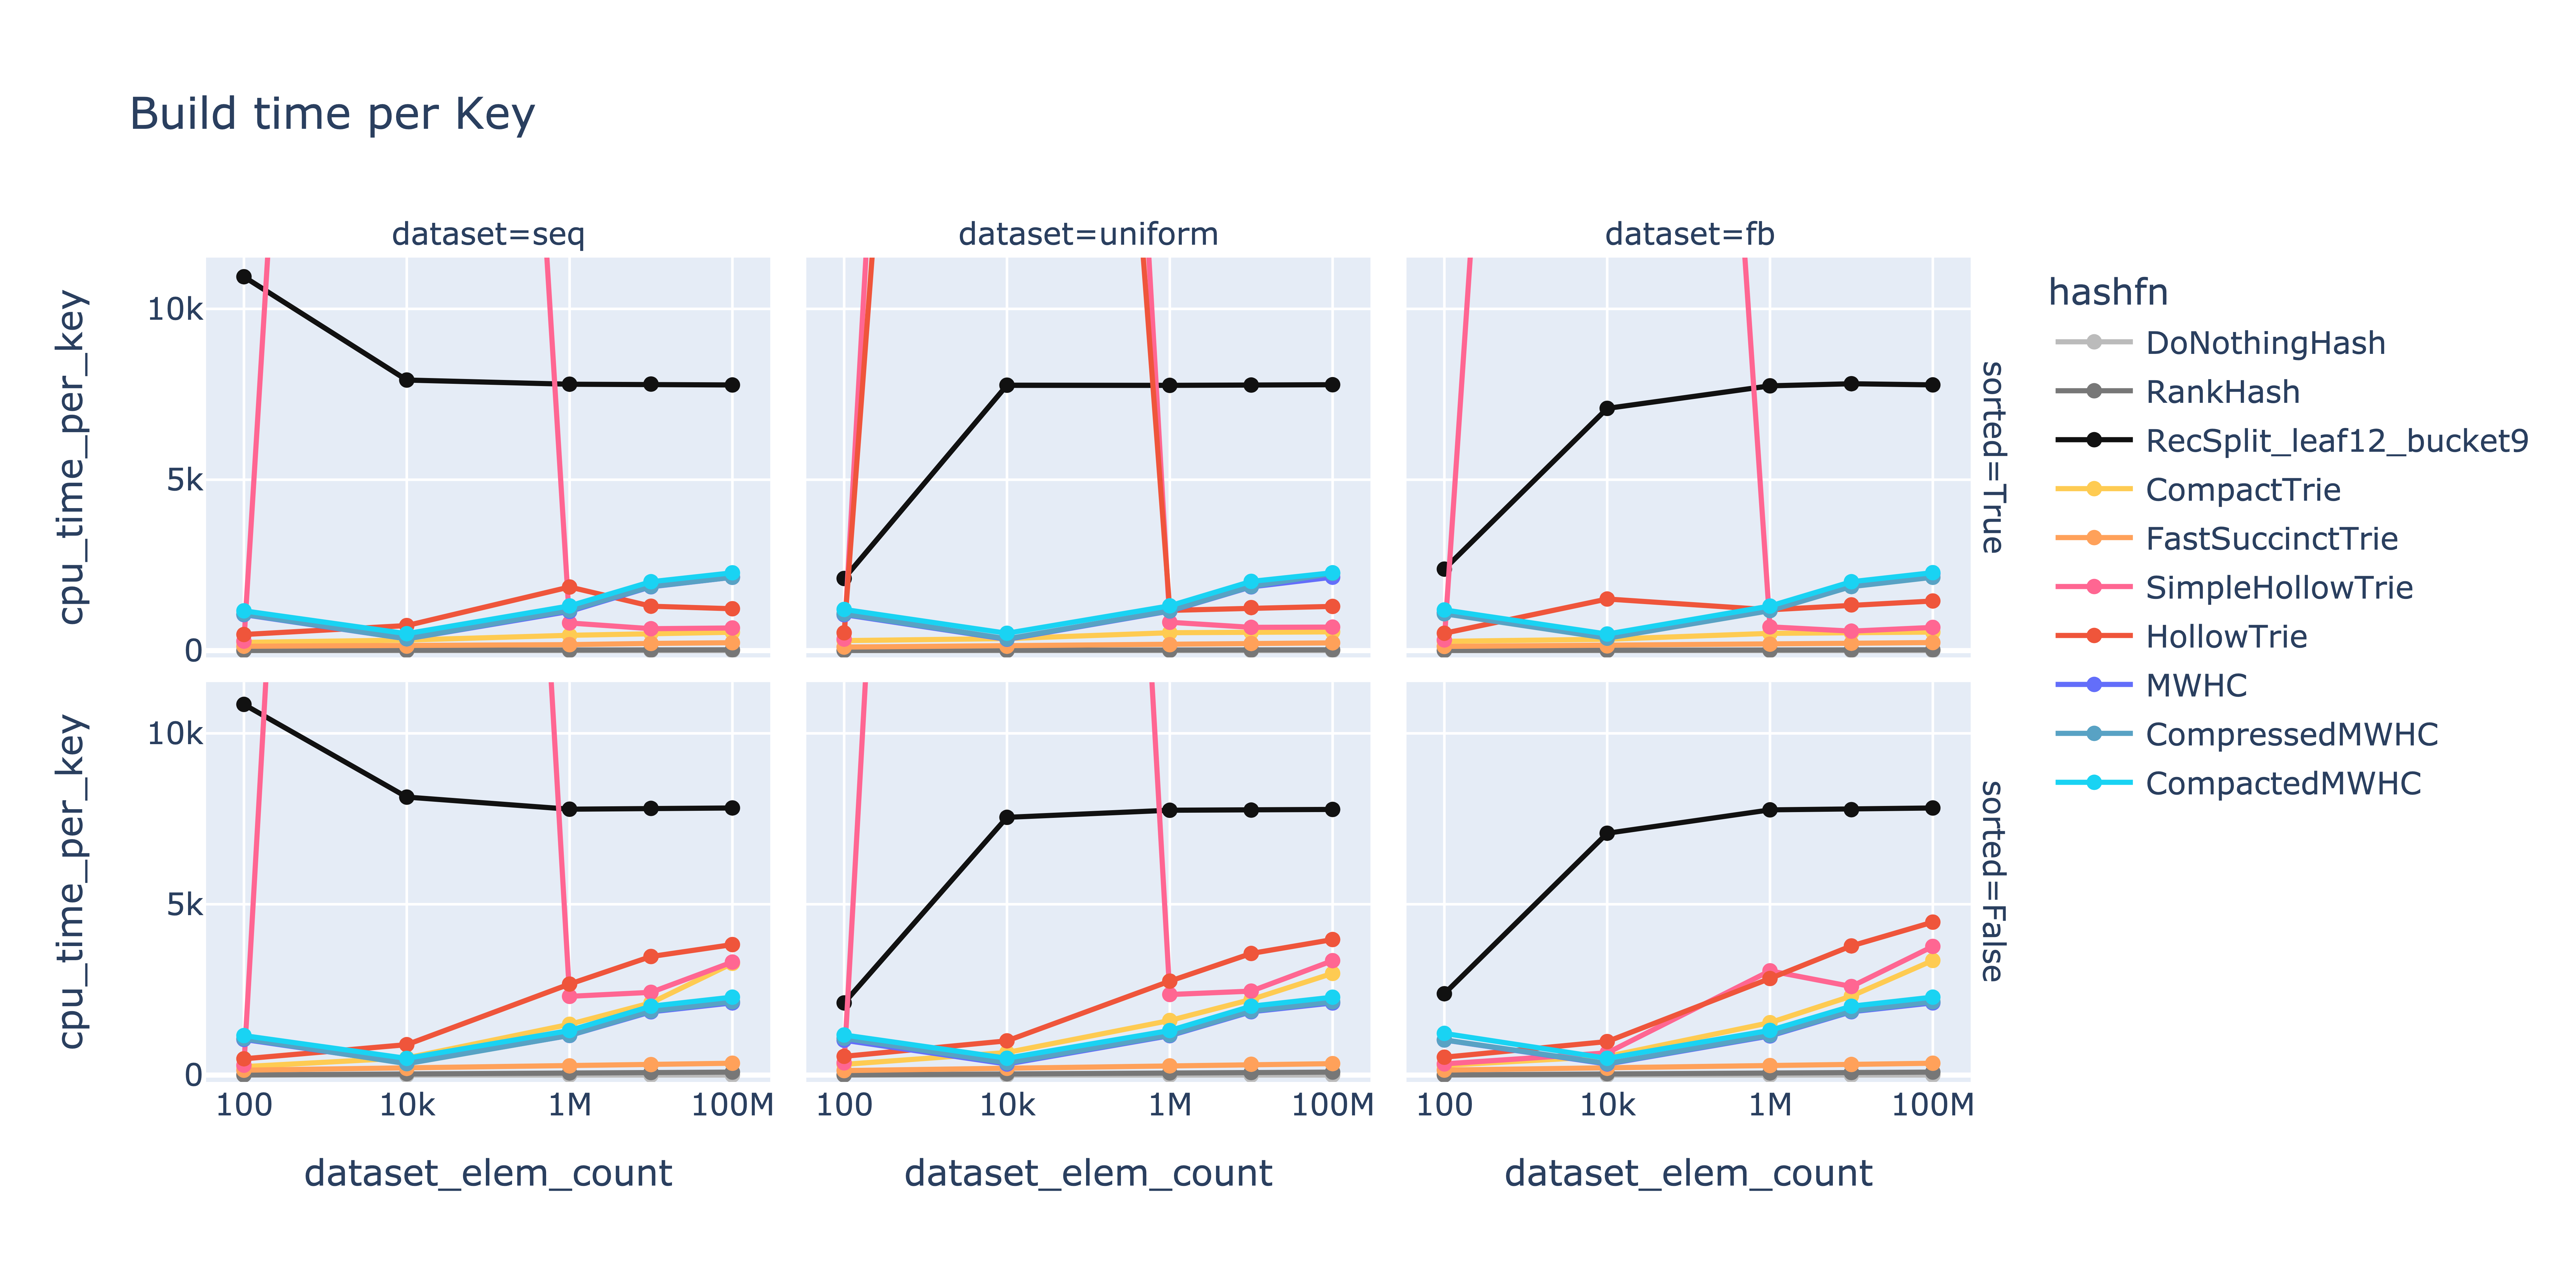 Build time per Key
dataset=seq
dataset=uniform
dataset=fb
cpu_time_per_key
10k
5k
0
sorted=True
cpu_time_per_key
10k
5k
0
sorted=False
100
10k
1M
100M
100
10k
1M
100M
100
10k
1M
100M
dataset_elem_count
dataset_elem_count
dataset_elem_count
hashfn
DoNothingHash
RankHash
RecSplit_leaf12_bucket9
CompactTrie
FastSuccinctTrie
SimpleHollowTrie
HollowTrie
MWHC
CompressedMWHC
CompactedMWHC